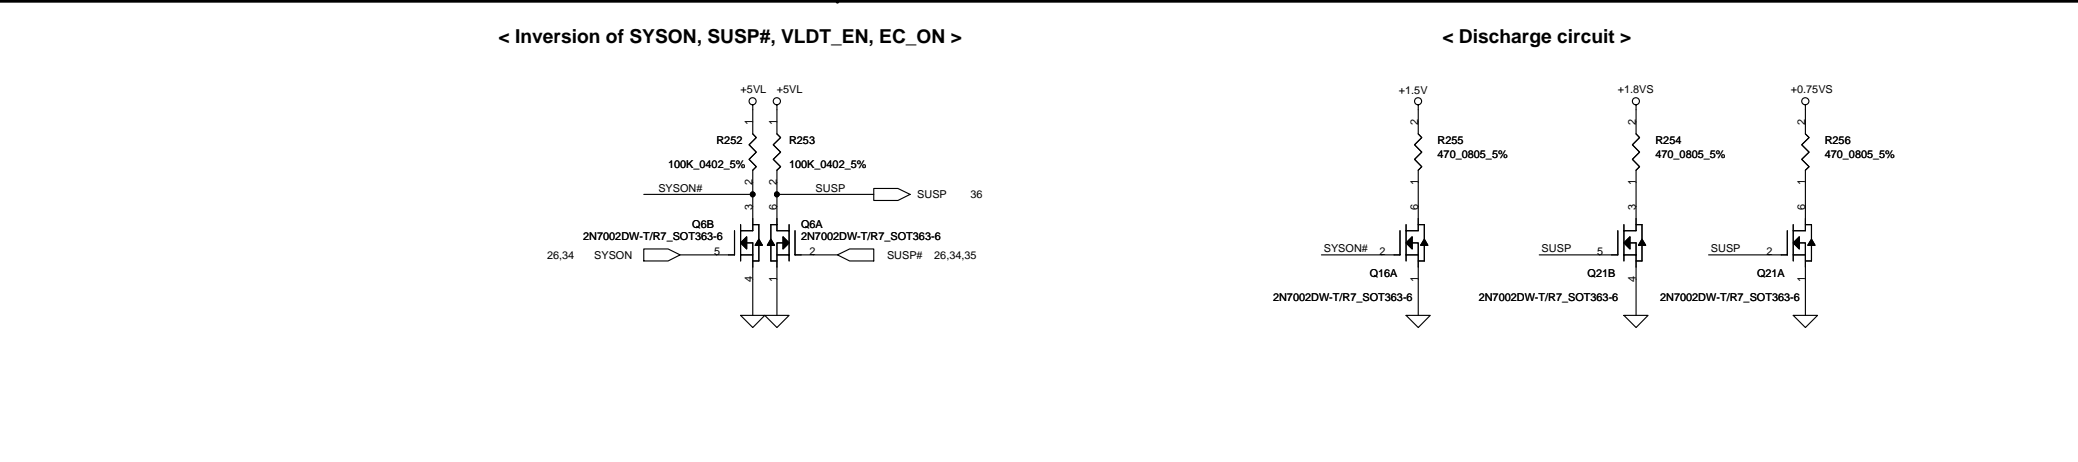 < Inversion of SYSON, SUSP#, VLDT_EN, EC_ON >
+5VL +5VL
1 1
R252 R253
100K_0402_5% 100K_0402_5%
2 2
SYSON# SUSP SUSP 36
3 6
Q6B Q6A
2N7002DW-T/R7_SOT363-6 2N7002DW-T/R7_SOT363-6
26,34 SYSON 5 2 SUSP# 26,34,35
4 1
< Discharge circuit >
+1.5V +1.8VS +0.75VS
2 2 2
R255 R254 R256
470_0805_5% 470_0805_5% 470_0805_5%
1 1 1
6 3 6
SYSON# 2 SUSP 5 SUSP 2
Q16A Q21B Q21A
1 4 1
2N7002DW-T/R7_SOT363-6 2N7002DW-T/R7_SOT363-6 2N7002DW-T/R7_SOT363-6